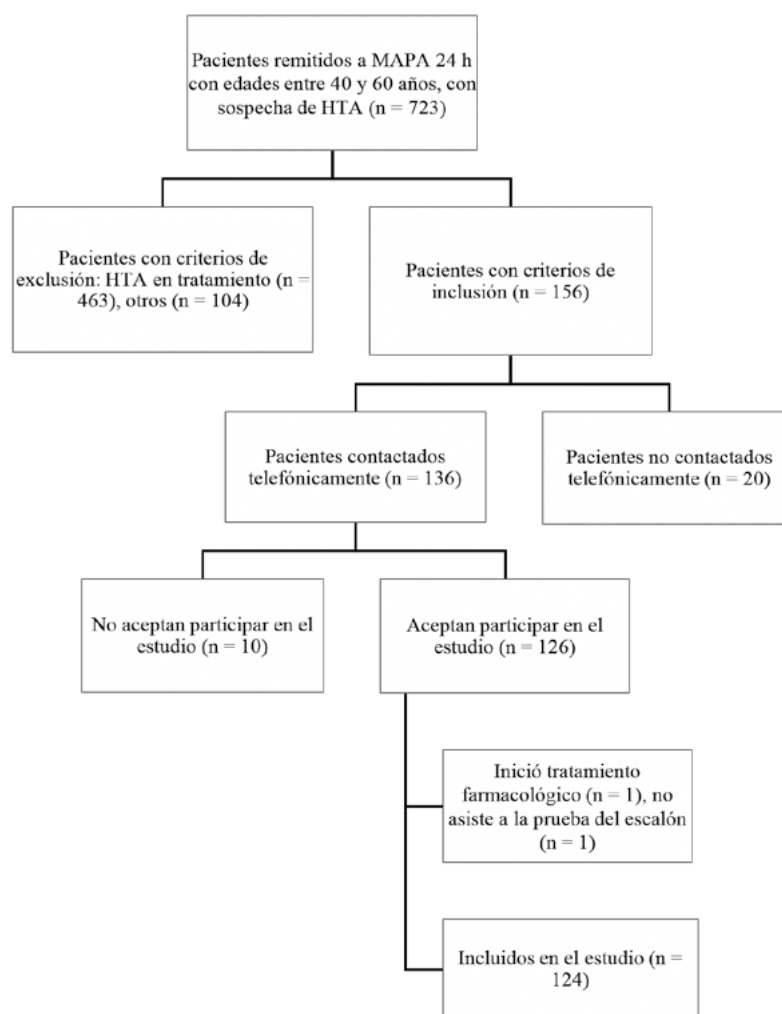 Pacientes remitidos a MAPA 24 h
con edades entre 40 y 60 años, con
sospecha de HTA (n = 723)
Pacientes con criterios de
exclusión: HTA en tratamiento (n =
463), otros (n = 104)
Pacientes con criterios de
inclusión (n = 156)
Pacientes contactados
telefónicamente (n = 136)
Pacientes no contactados
telefónicamente (n = 20)
No aceptan participar en el
estudio (n = 10)
Aceptan participar en el
estudio (n = 126)
Inició tratamiento
farmacológico (n = 1), no
asiste a la prueba del escalón
(n = 1)
Incluidos en el estudio (n =
124)